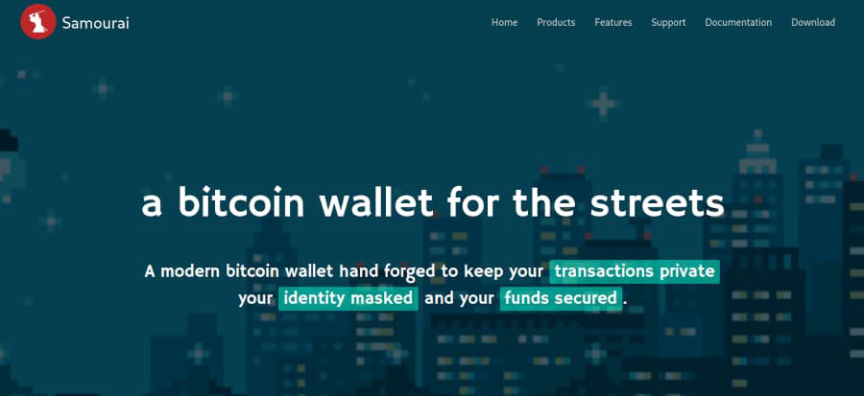 Samourai
Home Products Features Support Documentation Download
a bitcoin wallet for the streets
A modern bitcoin wallet hand forged to keep your transactions private
your identity masked and your funds secured.